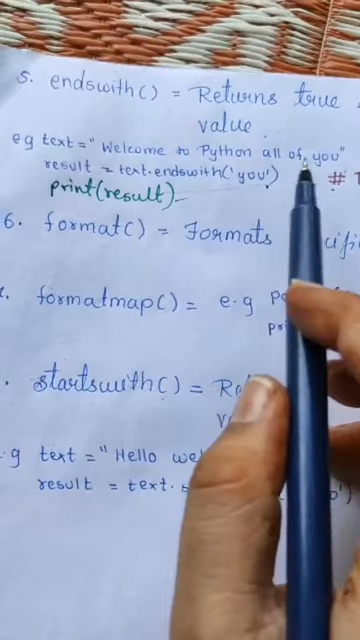 5. endswith() = Returns true
value
eg text = "Welcome to Python all of you"
result = text.endswith('you') #
print(result)
6. format() = Formats
formatmap() = e.g
startswith() =
text = "Hello
result = text.